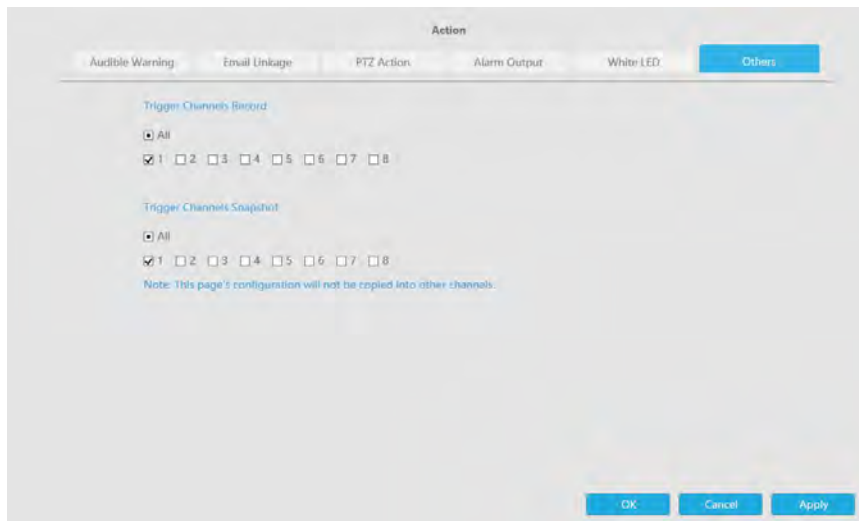 Action
Audible Warning Email Linkage PTZ Action Alarm Output White LED Others
Trigger Channels Record
All
1 2 3 4 5 6 7 8
Trigger Channels Snapshot
All
1 2 3 4 5 6 7 8
Note: This page's configuration will not be copied into other channels.
OK Cancel Apply